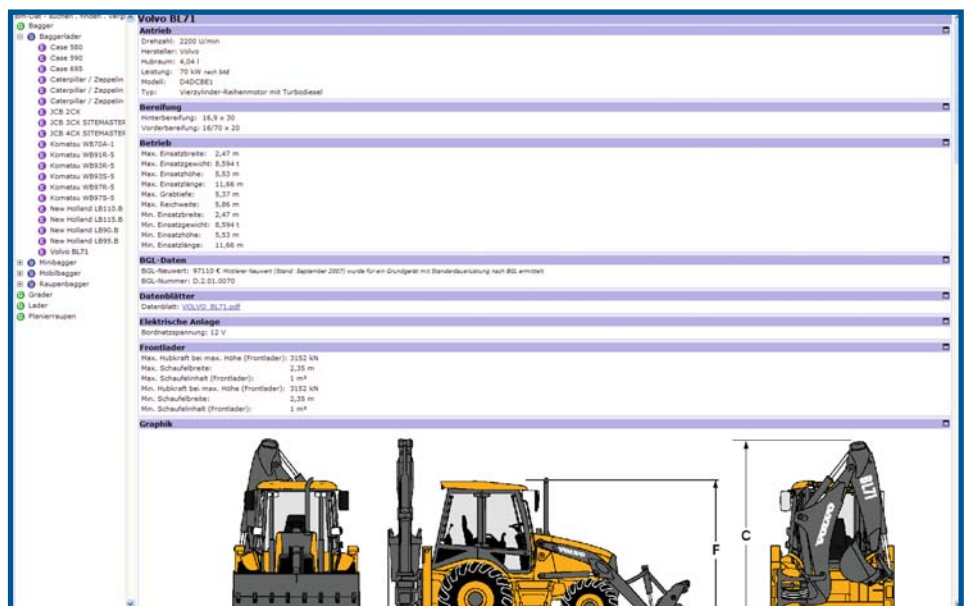 Bm-Dat - suchen . finden . vergl
Bagger
Baggerlader
Case 580
Case 590
Case 695
Caterpillar / Zeppelin
Caterpillar / Zeppelin
Caterpillar / Zeppelin
JCB 2CX
JCB 3CX SITEMASTER
JCB 4CX SITEMASTER
Komatsu WB70A-1
Komatsu WB91R-5
Komatsu WB93R-5
Komatsu WB93S-5
Komatsu WB97R-5
Komatsu WB97S-5
New Holland LB110.B
New Holland LB115.B
New Holland LB90.B
New Holland LB95.B
Volvo BL71
Minibagger
Mobilbagger
Raupenbagger
Grader
Lader
Planierraupen
Volvo BL71
Antrieb
Drehzahl: 2200 U/min
Hersteller: Volvo
Hubraum: 4,04 l
Leistung: 70 kW nach SAE
Modell: D4DCBE1
Typ: Vierzylinder-Reihenmotor mit Turbodiesel
Bereifung
Hinterbereifung: 16,9 x 30
Vorderbereifung: 16/70 x 20
Betrieb
Max. Einsatzbreite: 2,47 m
Max. Einsatzgewicht: 8,594 t
Max. Einsatzhöhe: 5,53 m
Max. Einsatzlänge: 11,66 m
Max. Grabtiefe: 5,37 m
Max. Reichweite: 5,86 m
Min. Einsatzbreite: 2,47 m
Min. Einsatzgewicht: 8,594 t
Min. Einsatzhöhe: 5,53 m
Min. Einsatzlänge: 11,66 m
BGL-Daten
BGL-Neuwert: 97110 € Mittlerer Neuwert (Stand: September 2007) wurde für ein Grundgerät mit Standardausrüstung nach BGL ermittelt
BGL-Nummer: D.2.01.0070
Datenblätter
Datenblatt: VOLVO_BL71.pdf
Elektrische Anlage
Bordnetzspannung: 12 V
Frontlader
Max. Hubkraft bei max. Höhe (Frontlader): 3152 kN
Max. Schaufelbreite: 2,35 m
Max. Schaufelinhalt (Frontlader): 1 m³
Min. Hubkraft bei max. Höhe (Frontlader): 3152 kN
Min. Schaufelbreite: 2,35 m
Min. Schaufelinhalt (Frontlader): 1 m³
Graphik
VOLVO
F
C
VOLVO
BL71